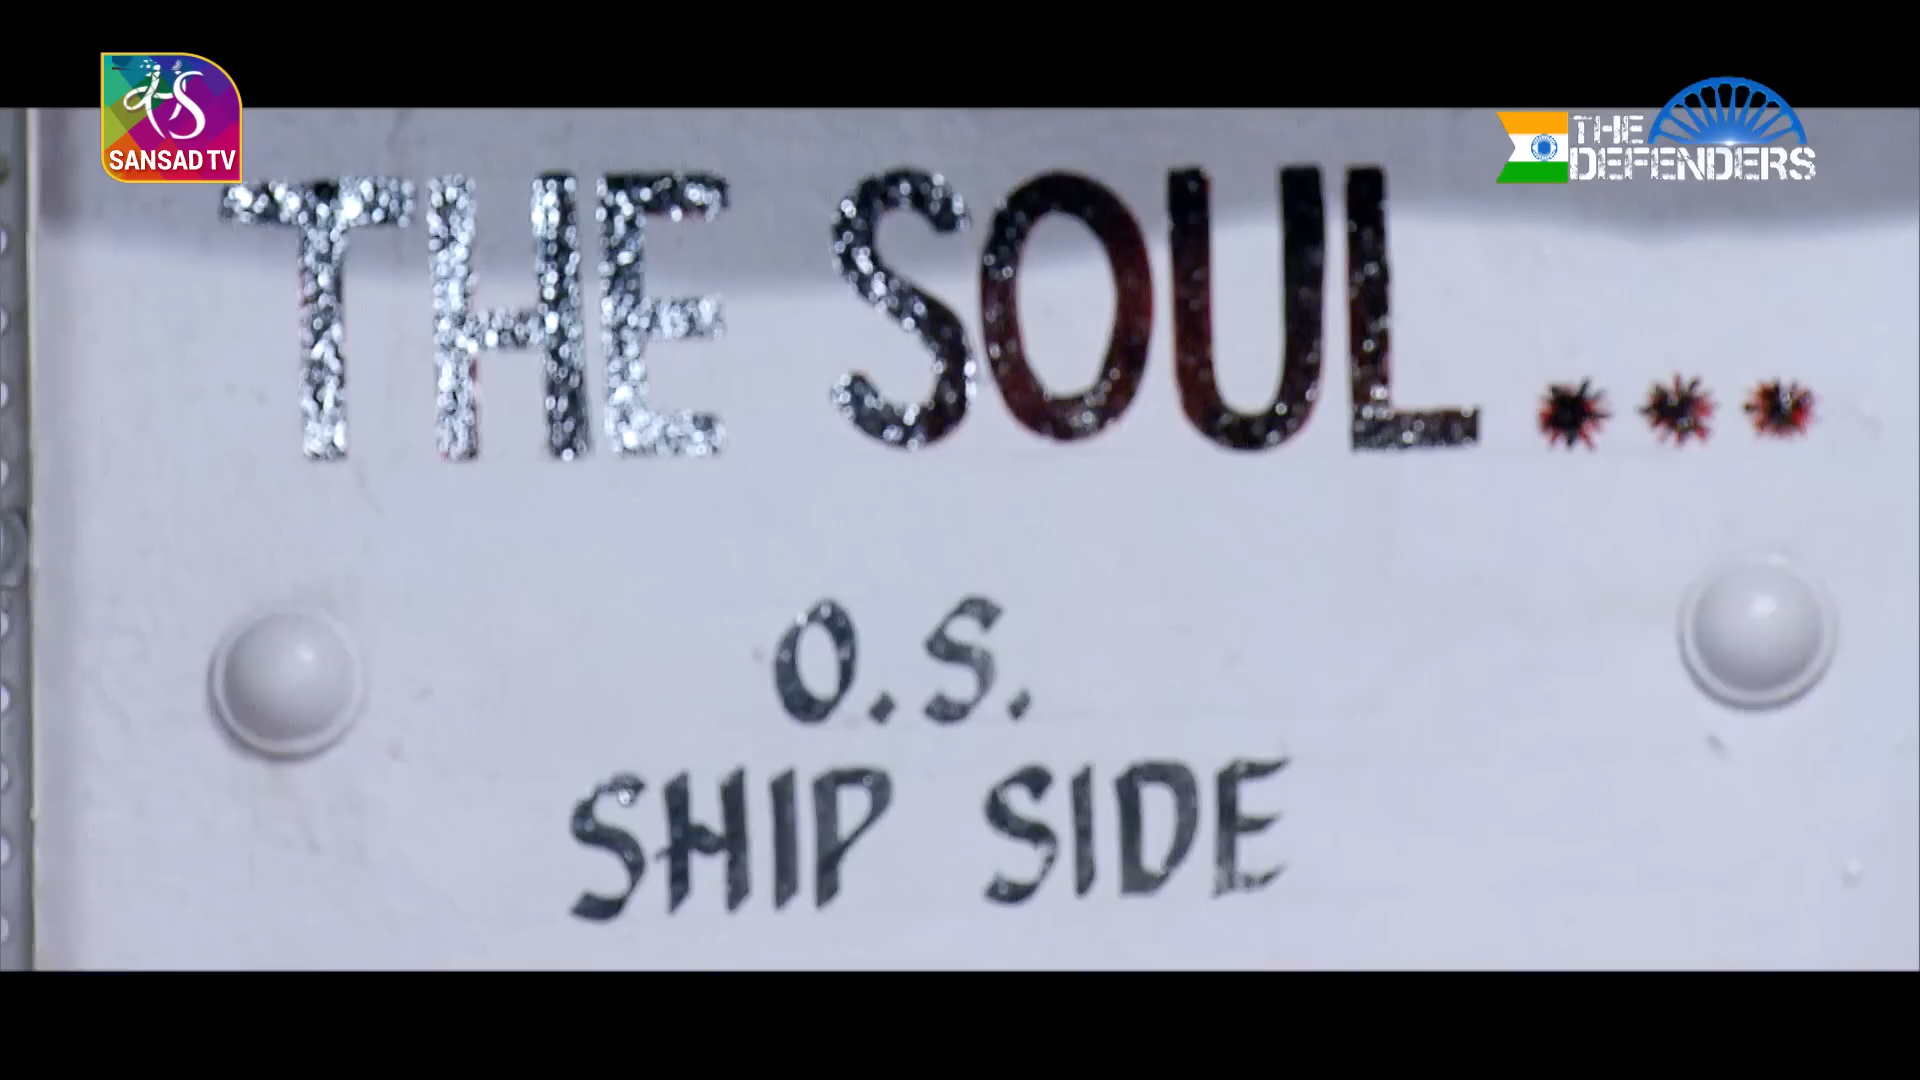 SANSAD TV
THE
DEFENDERS
THE SOUL...
O.S.
SHIP SIDE